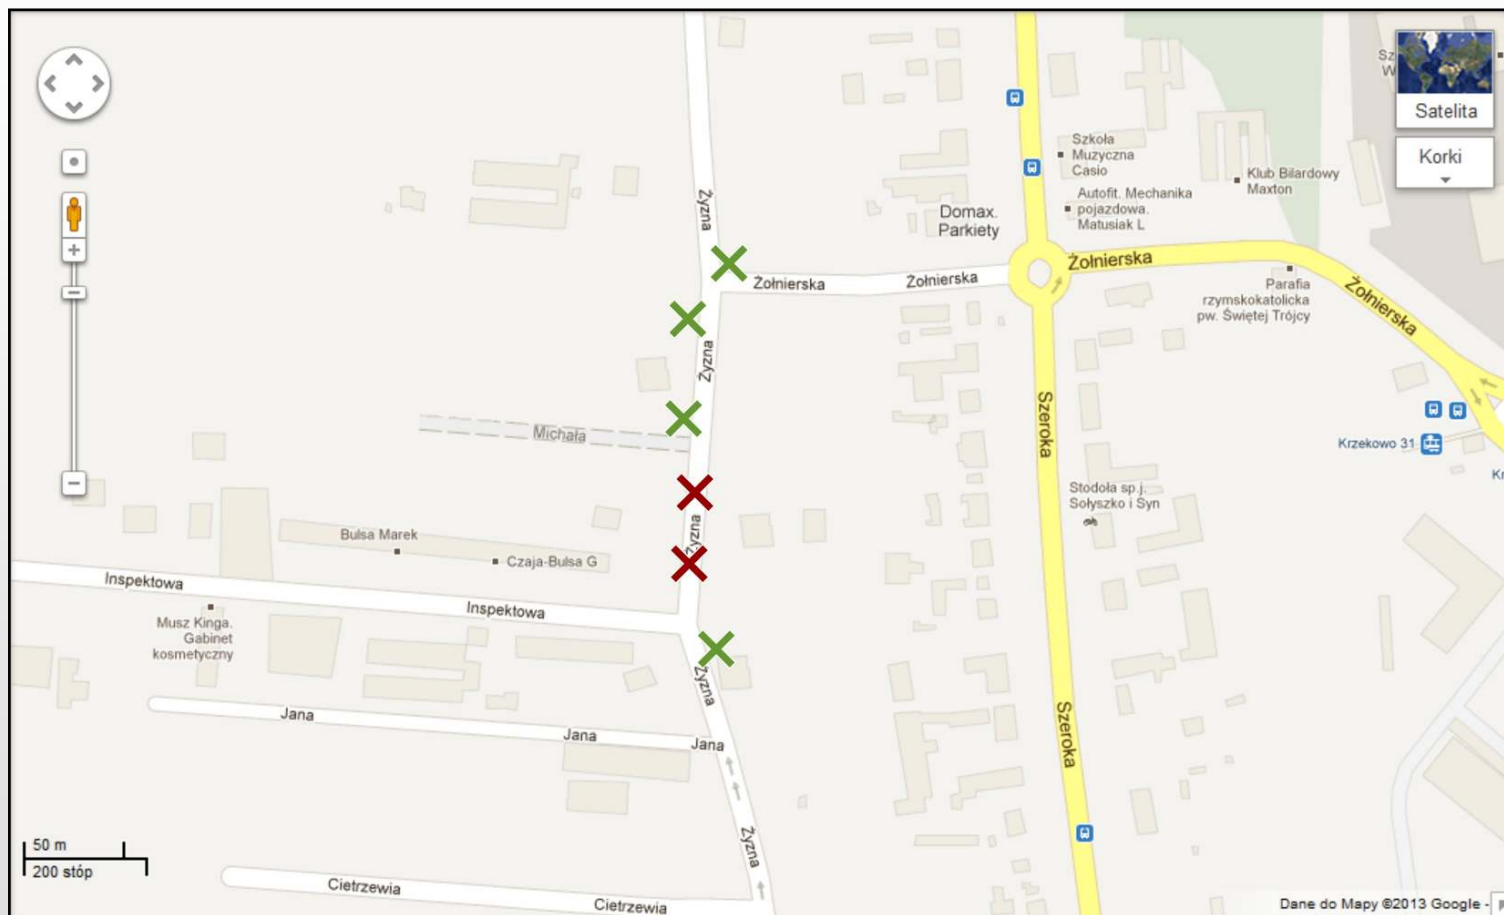 Satelita
Korki
Sz
W
Szkoła
Muzyczna
Casio
Klub Bilardowy
Maxton
Autofit. Mechanika
pojazdowa.
Matusiak L
Domax.
Parkiety
Żyzna
Żołnierska
Żołnierska
Żołnierska
Żołnierska
Parafia
rzymskokatolicka
pw. Świętej Trójcy
Żyzna
Michała
Szeroka
Krzekowo 31
Kr
Stodoła sp.j.
Sołyszko i Syn
Żyzna
Bulsa Marek
Czaja-Bulsa G
Inspektowa
Inspektowa
Musz Kinga.
Gabinet
kosmetyczny
Żyzna
Jana
Jana
Jana
Szeroka
Żyzna
50 m
200 stóp
Cietrzewia
Cietrzewia
Dane do Mapy ©2013 Google -